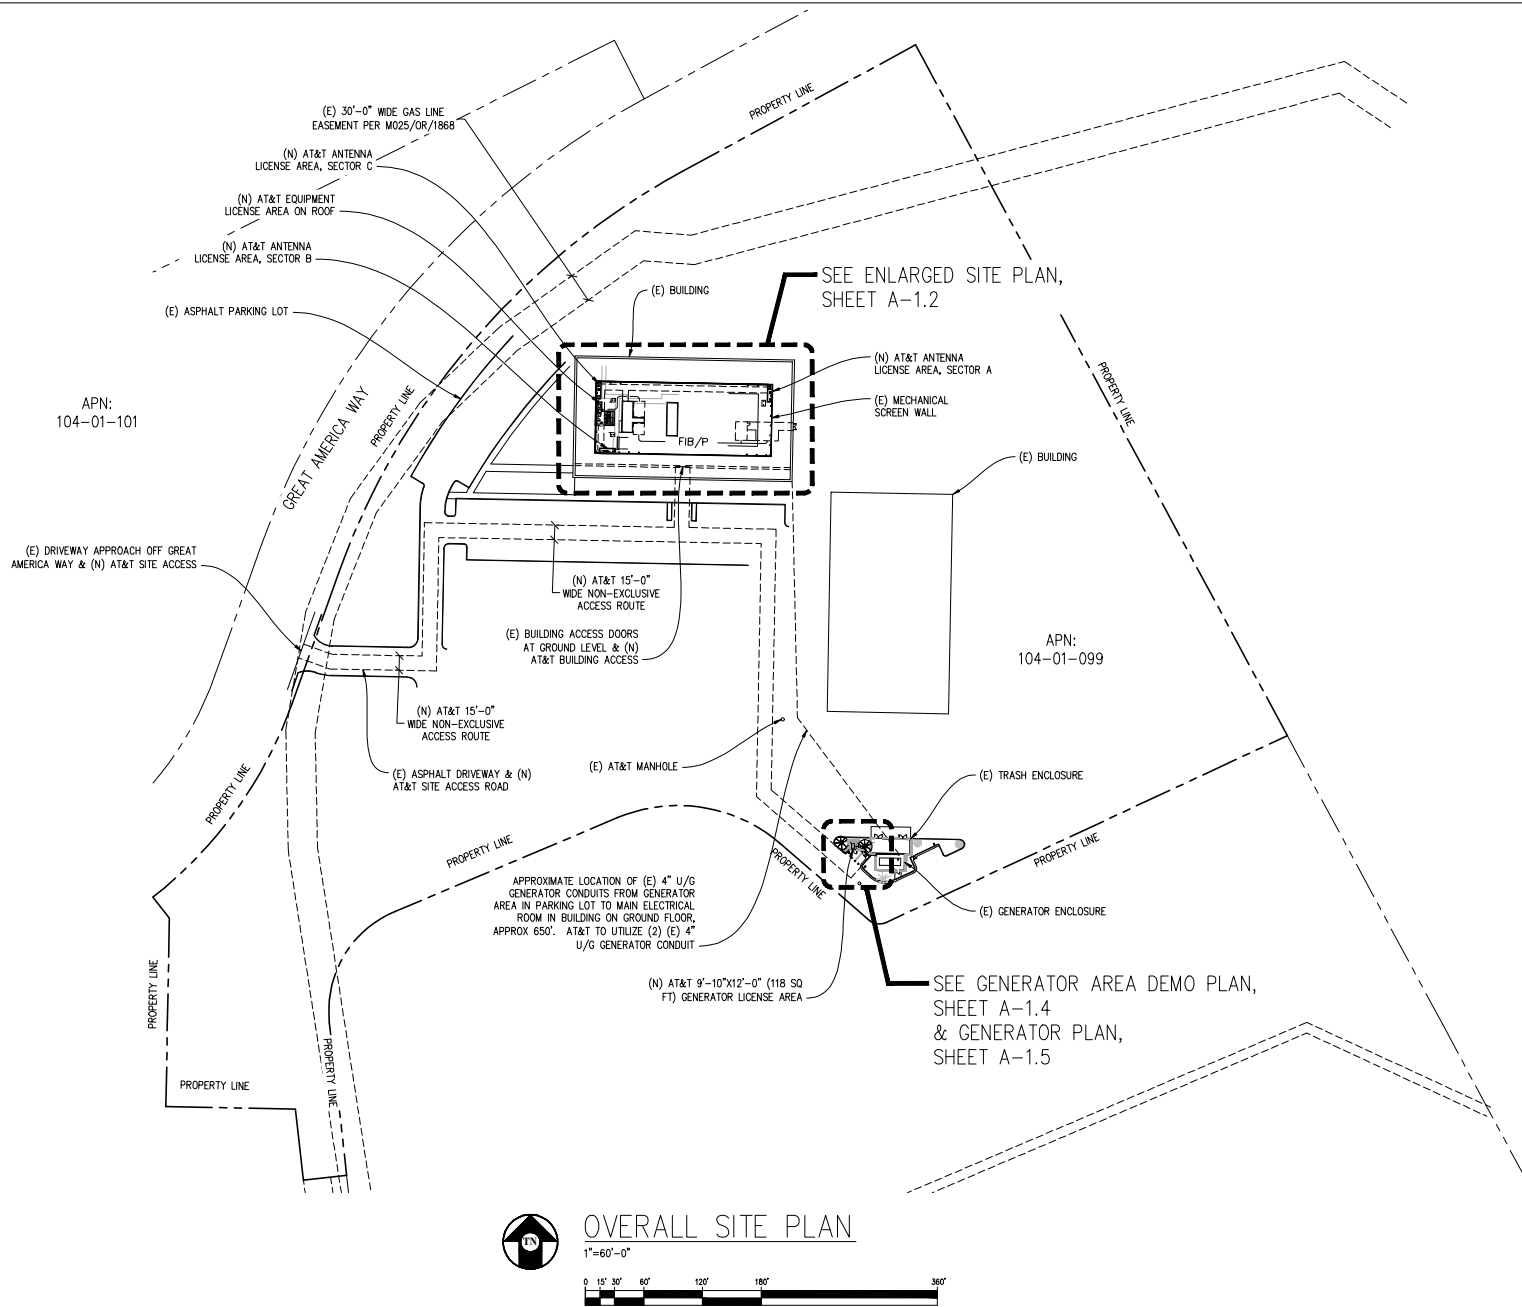 PROPERTY LINE
(E) 30'-0" WIDE GAS LINE
EASEMENT PER M025/OR/1868
(N) AT&T ANTENNA
LICENSE AREA, SECTOR C
(N) AT&T EQUIPMENT
LICENSE AREA ON ROOF
(N) AT&T ANTENNA
LICENSE AREA, SECTOR B
(E) ASPHALT PARKING LOT
(E) BUILDING
SEE ENLARGED SITE PLAN,
SHEET A-1.2
(N) AT&T ANTENNA
LICENSE AREA, SECTOR A
(E) MECHANICAL
SCREEN WALL
PROPERTY LINE
APN:
104-01-101
GREAT AMERICA WAY
PROPERTY LINE
FIB/P
(E) BUILDING
(E) DRIVEWAY APPROACH OFF GREAT
AMERICA WAY & (N) AT&T SITE ACCESS
(N) AT&T 15'-0"
WIDE NON-EXCLUSIVE
ACCESS ROUTE
(E) BUILDING ACCESS DOORS
AT GROUND LEVEL & (N)
AT&T BUILDING ACCESS
APN:
104-01-099
(N) AT&T 15'-0"
WIDE NON-EXCLUSIVE
ACCESS ROUTE
(E) ASPHALT DRIVEWAY & (N)
AT&T SITE ACCESS ROAD
(E) AT&T MANHOLE
(E) TRASH ENCLOSURE
PROPERTY LINE
PROPERTY LINE
PROPERTY LINE
PROPERTY LINE
APPROXIMATE LOCATION OF (E) 4" U/G
GENERATOR CONDUITS FROM GENERATOR
AREA IN PARKING LOT TO MAIN ELECTRICAL
ROOM IN BUILDING ON GROUND FLOOR,
APPROX 650'. AT&T TO UTILIZE (2) (E) 4"
U/G GENERATOR CONDUIT
(E) GENERATOR ENCLOSURE
(N) AT&T 9'-10"X12'-0" (118 SQ
FT) GENERATOR LICENSE AREA
SEE GENERATOR AREA DEMO PLAN,
SHEET A-1.4
& GENERATOR PLAN,
SHEET A-1.5
PROPERTY LINE
PROPERTY LINE
PROPERTY LINE
TN
OVERALL SITE PLAN
1"=60'-0"
0 15' 30' 60' 120' 180' 360'